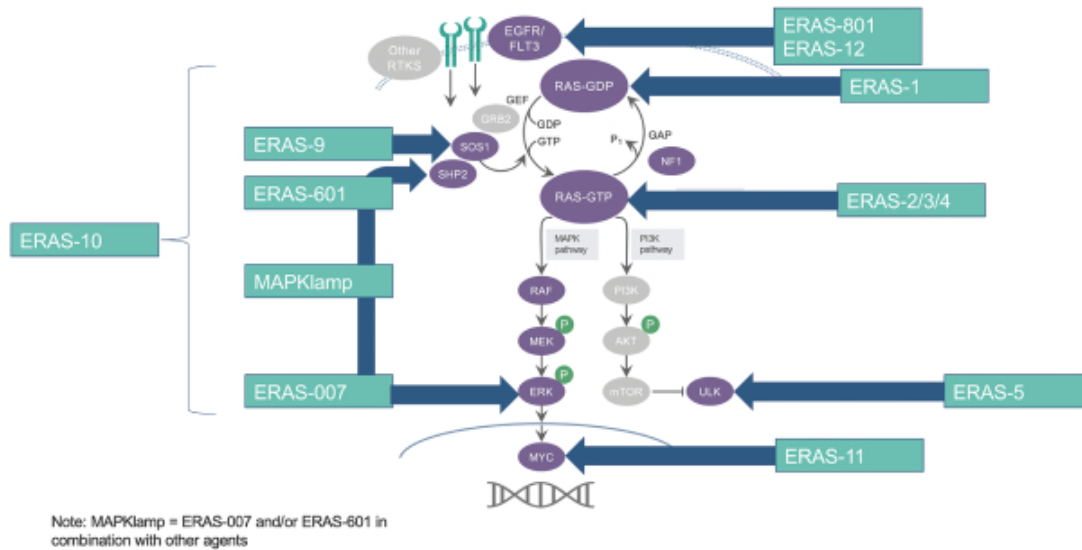 ERAS-801
ERAS-12
EGFR/
FLT3
Other
RTKS
RAS-GDP
ERAS-1
GEF
GRB2
GDP
GTP
GAP
P₁
NF1
ERAS-9
SOS1
SHP2
ERAS-601
RAS-GTP
ERAS-2/3/4
ERAS-10
MAPK
pathway
PI3K
pathway
MAPKlamp
RAF
PI3K
P
P
MEK
AKT
P
ERAS-007
ERK
mTOR
ULK
ERAS-5
MYC
ERAS-11
Note: MAPKlamp = ERAS-007 and/or ERAS-601 in
combination with other agents